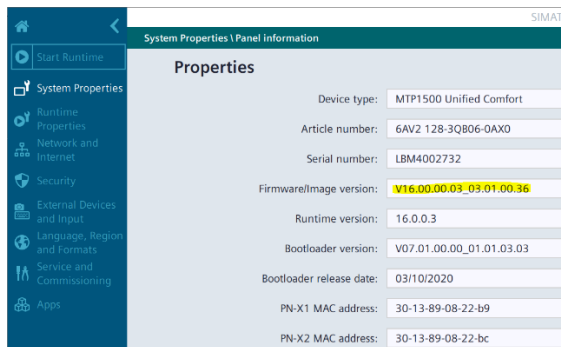 SIMAT
System Properties \ Panel information
Start Runtime
System Properties
Runtime
Properties
Network and
Internet
Security
External Devices
and Input
Language, Region
and Formats
Service and
Commissioning
Apps
Properties
Device type: MTP1500 Unified Comfort
Article number: 6AV2 128-3QB06-0AX0
Serial number: LBM4002732
Firmware/Image version: V16.00.00.03_03.01.00.36
Runtime version: 16.0.0.3
Bootloader version: V07.01.00.00_01.01.03.03
Bootloader release date: 03/10/2020
PN-X1 MAC address: 30-13-89-08-22-b9
PN-X2 MAC address: 30-13-89-08-22-bc